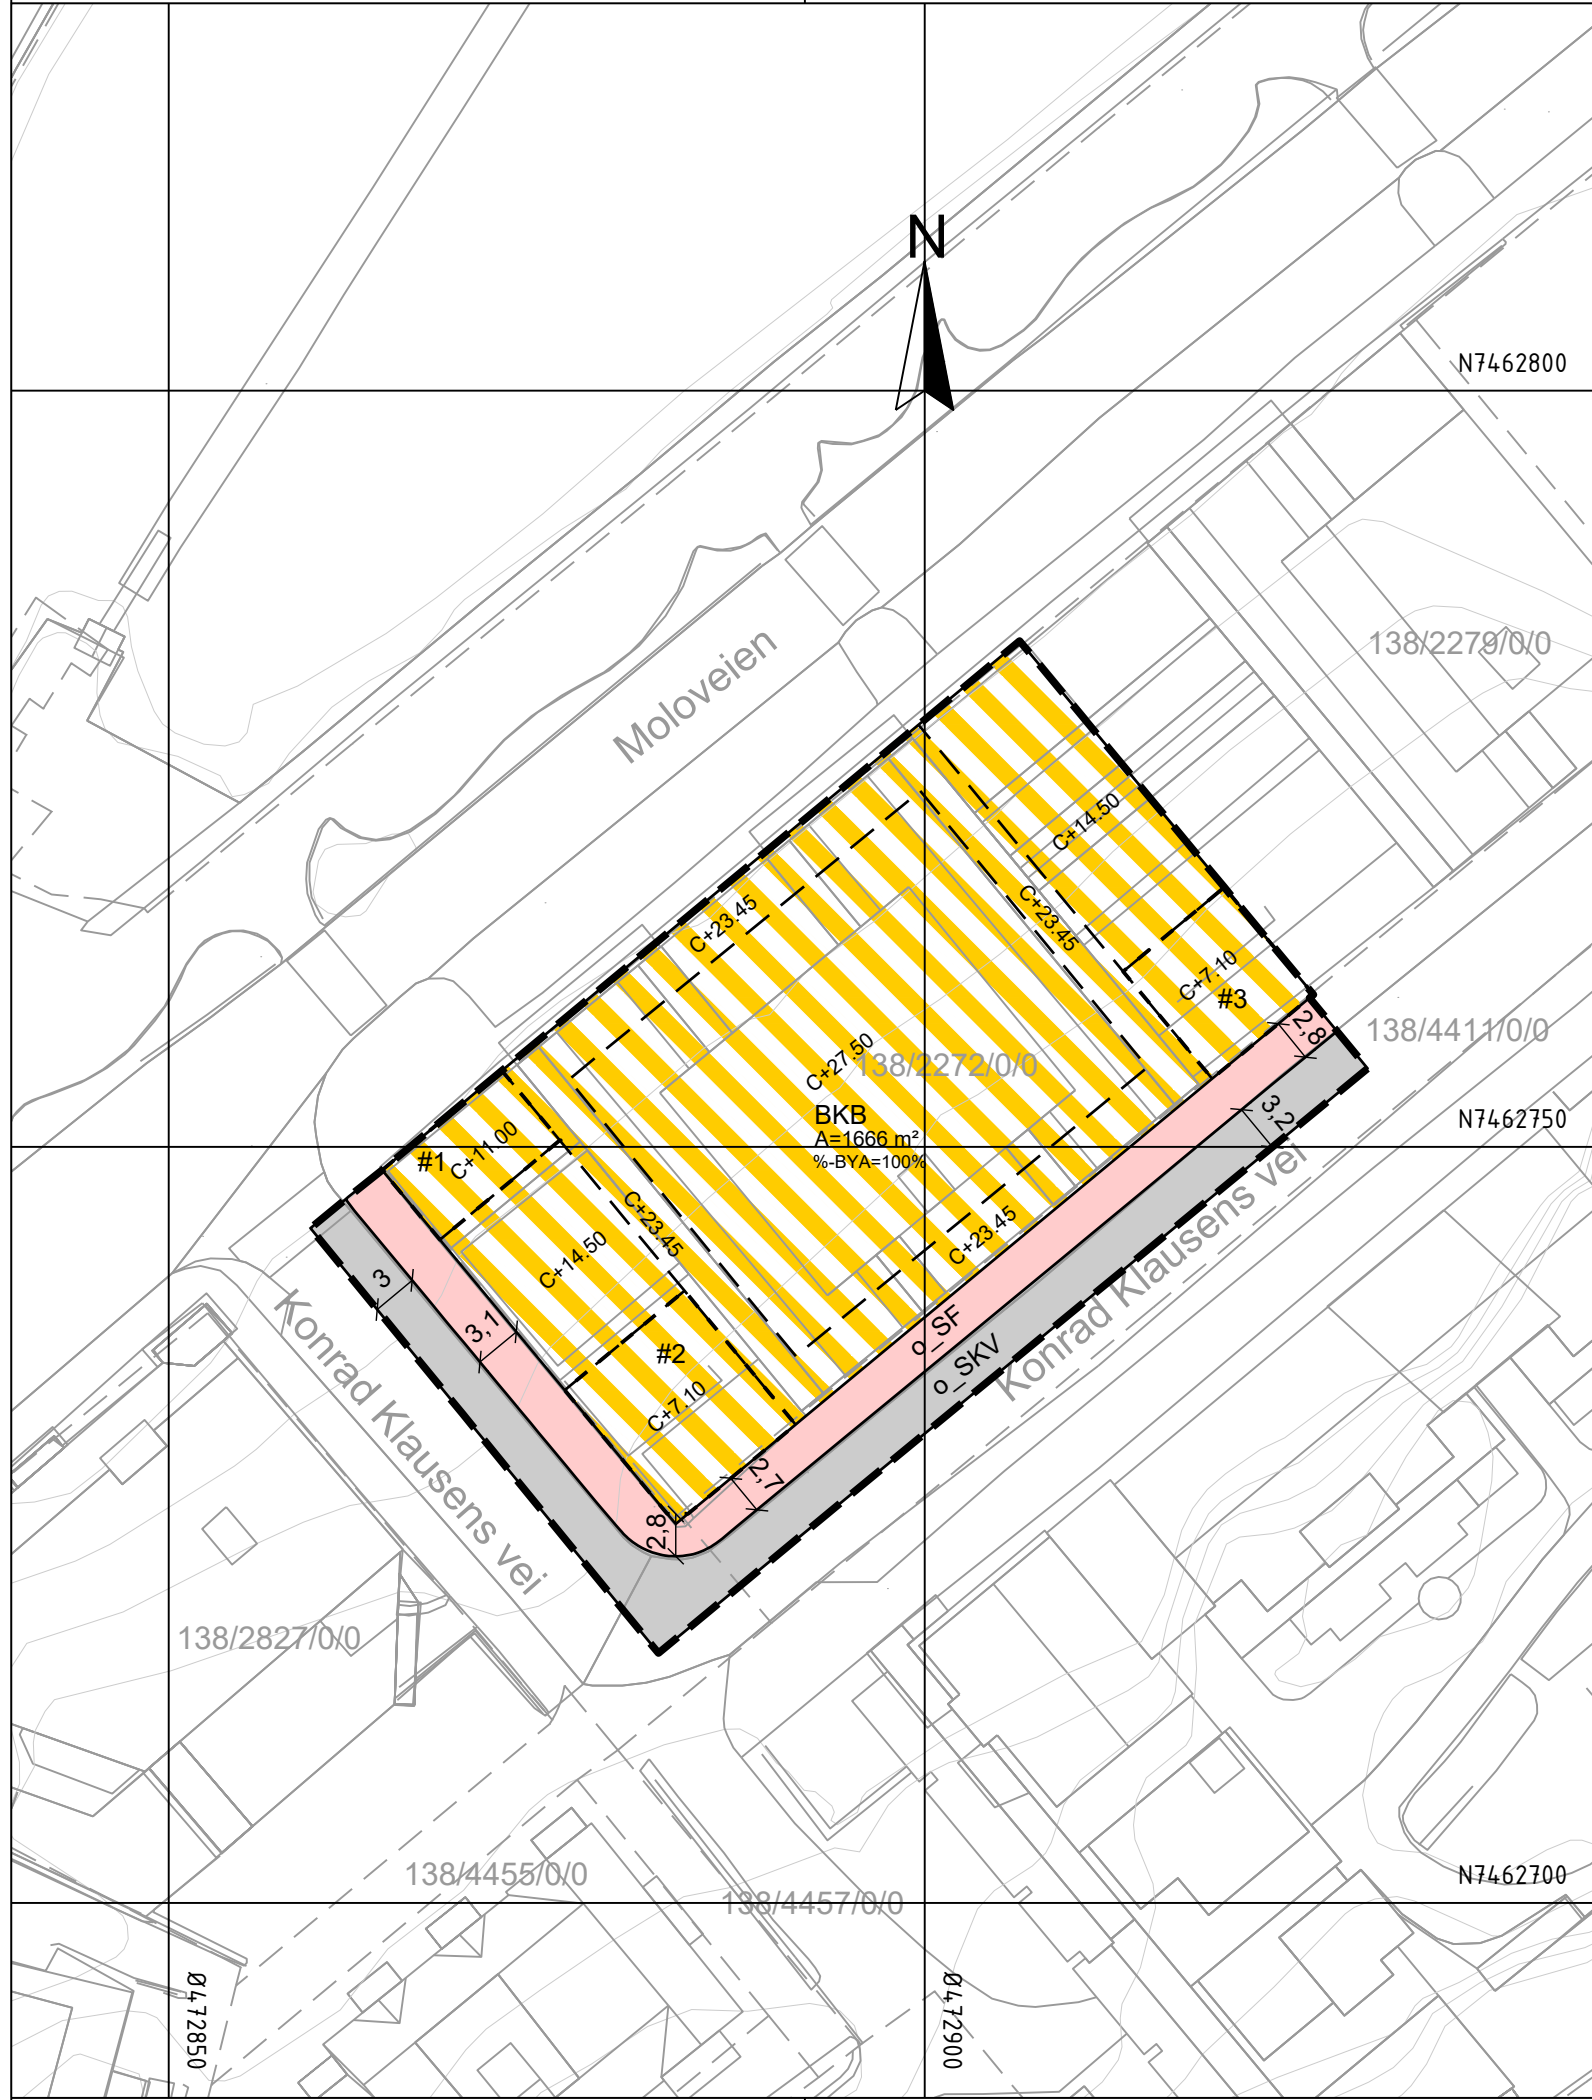 N
N7462800
138/2279/0/0
Moloveien
C+14.50
C+23.45
C+23.45
C+7.10
#3
2,8
138/4411/0/0
C+27.50
138/2272/0/0
BKB
A=1666 m²
%-BYA=100%
N7462750
3,2
#1
C+11.00
C+23.45
C+23.45
C+14.50
3
3,1
o_SF
o_SKV
Konrad Klausens vei
#2
C+7.10
Konrad Klausens vei
2,7
2,8
138/2827/0/0
138/4455/0/0
138/4457/0/0
N7462700
Ø472850
Ø472900